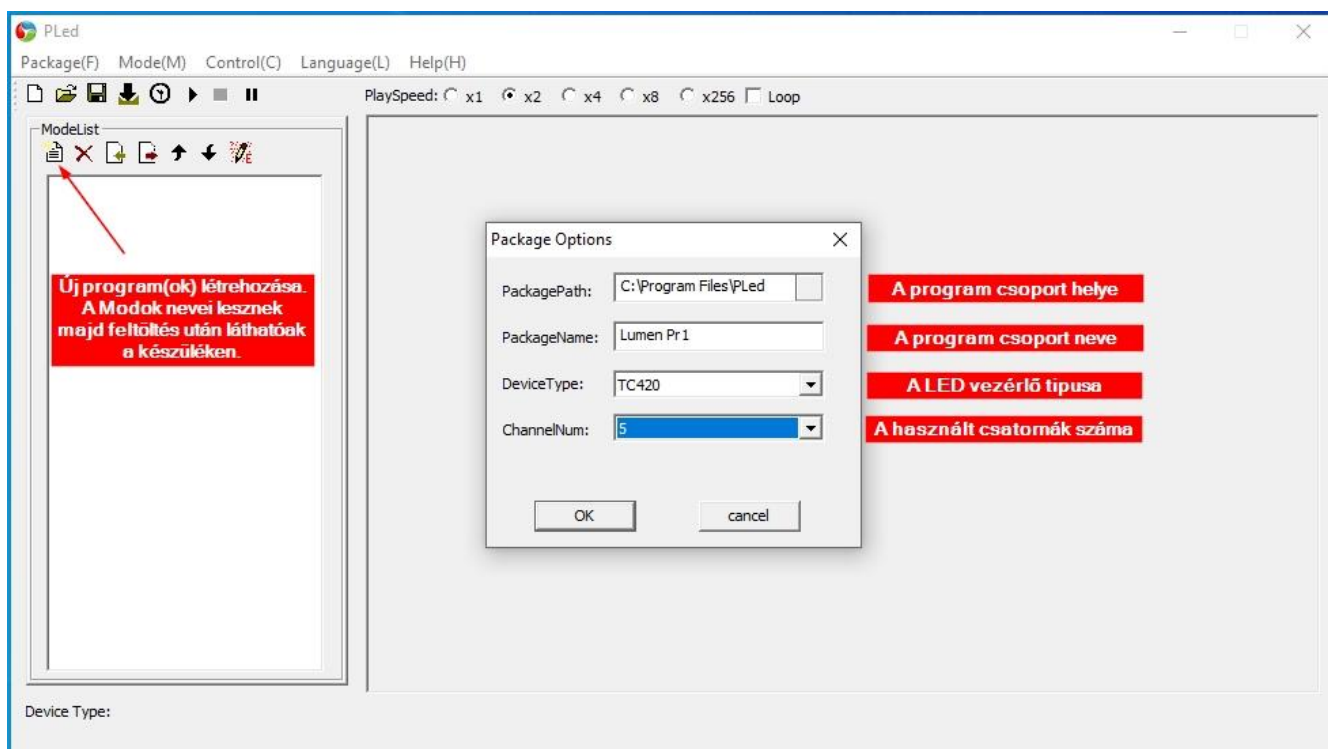 PLed
Package(F) Mode(M) Control(C) Language(L) Help(H)
PlaySpeed: x1 x2 x4 x8 x256 Loop
ModeList
Új program(ok) létrehozása.
A Modok nevei lesznek
majd feltöltés után láthatóak
a készüléken.
Package Options
PackagePath: C:\Program Files\PLed
A program csoport helye
PackageName: Lumen Pr1
A program csoport neve
DeviceType: TC420
A LED vezérlő tipusa
ChannelNum: 5
A használt csatornák száma
OK cancel
Device Type: